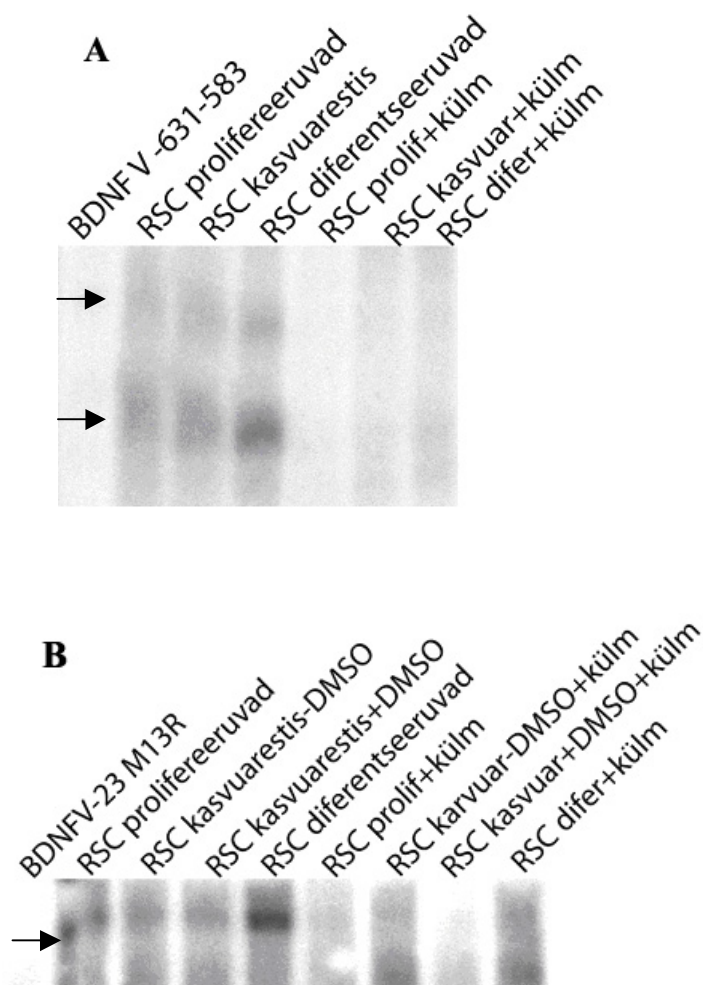 A
BDNF V -631-583
RSC prolifereeruvad
RSC kasvuarestis
RSC diferentseeruvad
RSC prolif+külm
RSC kasvuar+külm
RSC difer+külm
B
BDNFV-23 M13R
RSC prolifereeruvad
RSC kasvuarestis-DMSO
RSC kasvuarestis+DMSO
RSC diferentseeruvad
RSC prolif+külm
RSC karvuar-DMSO+külm
RSC kasvuar+DMSO+külm
RSC difer+külm